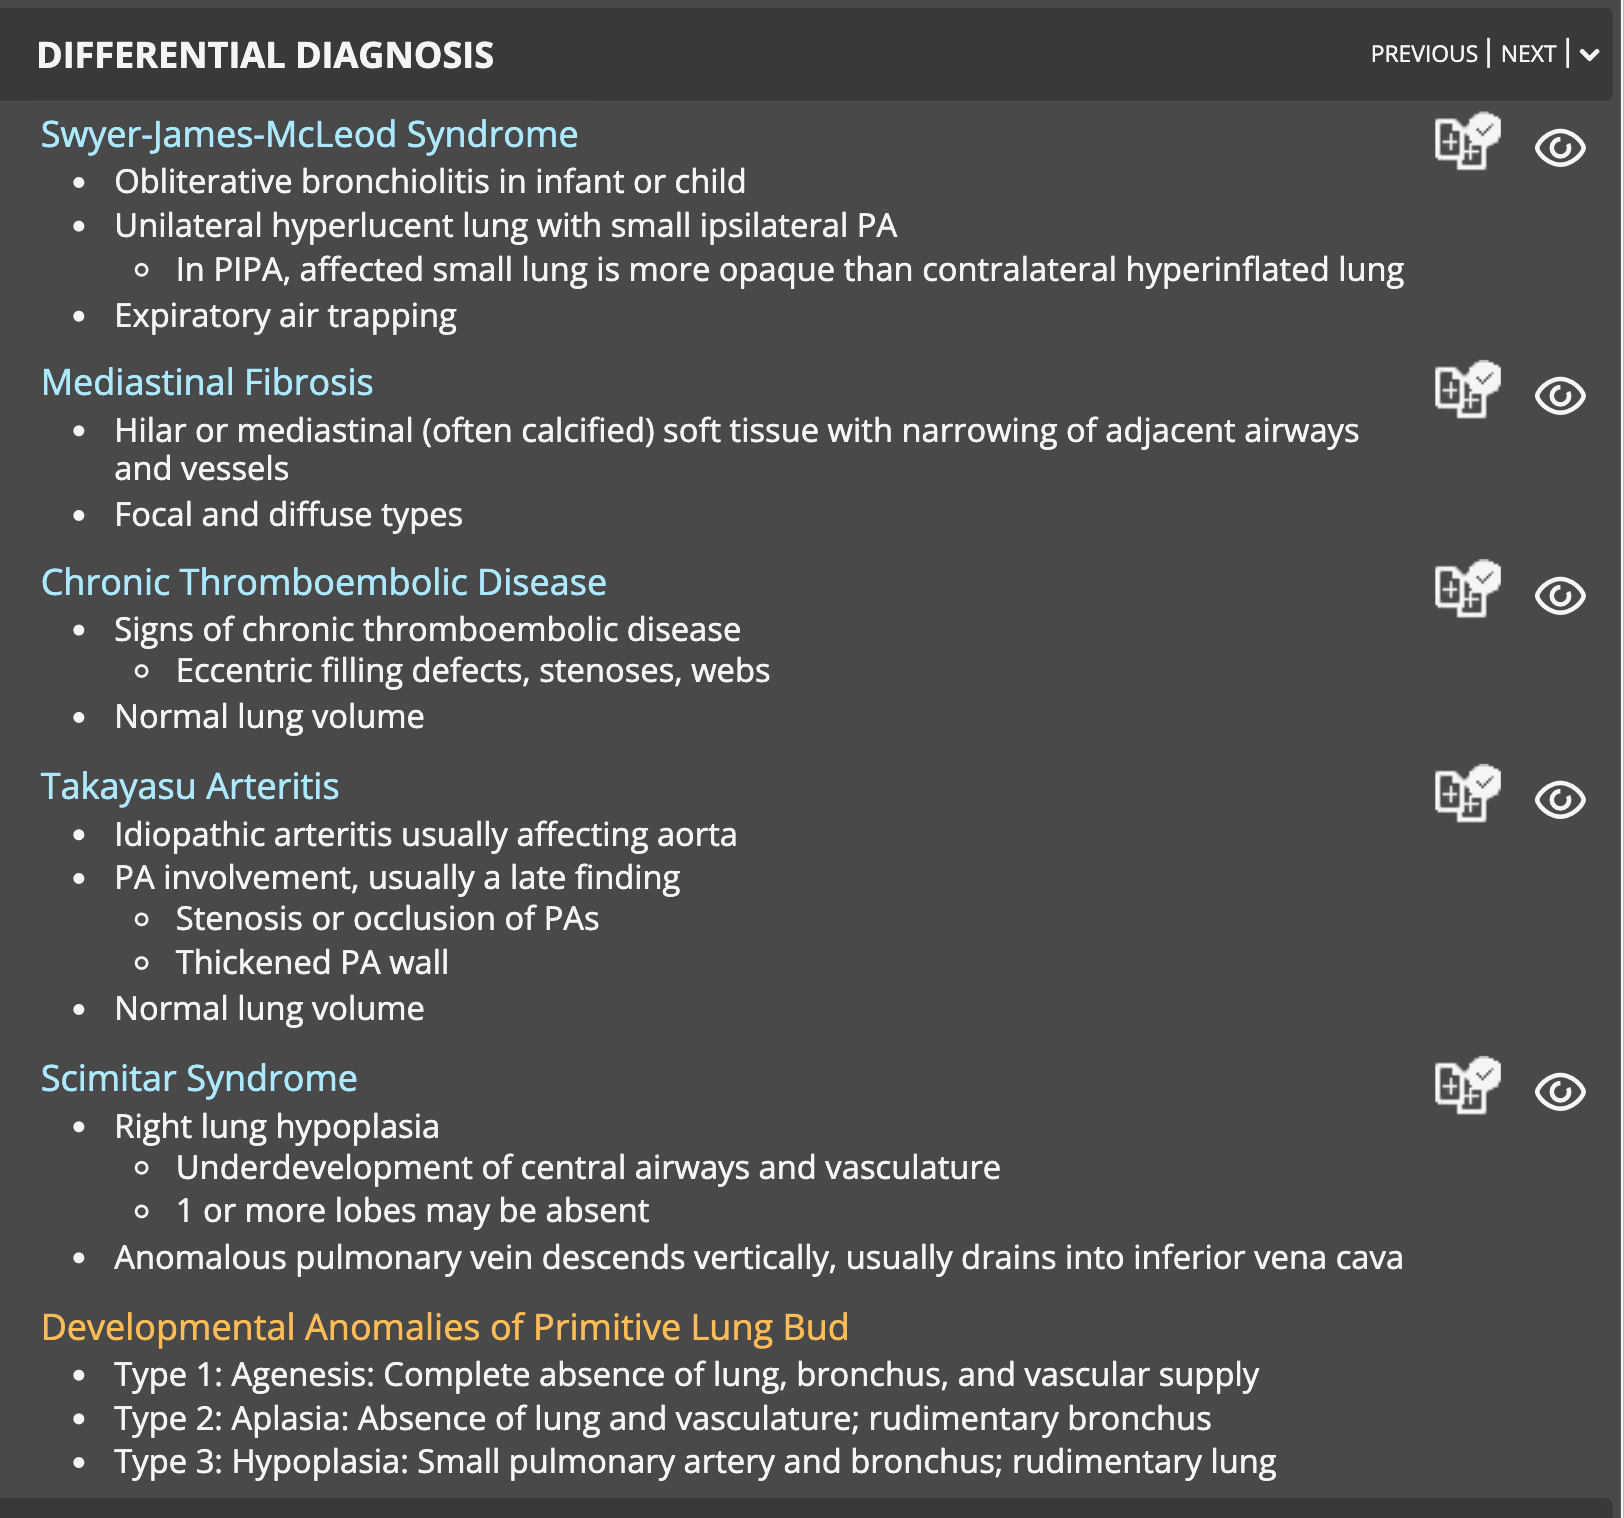 DIFFERENTIAL DIAGNOSIS
PREVIOUS | NEXT |
Swyer-James-McLeod Syndrome
• Obliterative bronchiolitis in infant or child
• Unilateral hyperlucent lung with small ipsilateral PA
○ In PIPA, affected small lung is more opaque than contralateral hyperinflated lung
• Expiratory air trapping
Mediastinal Fibrosis
• Hilar or mediastinal (often calcified) soft tissue with narrowing of adjacent airways
and vessels
• Focal and diffuse types
Chronic Thromboembolic Disease
• Signs of chronic thromboembolic disease
○ Eccentric filling defects, stenoses, webs
• Normal lung volume
Takayasu Arteritis
• Idiopathic arteritis usually affecting aorta
• PA involvement, usually a late finding
○ Stenosis or occlusion of PAs
○ Thickened PA wall
• Normal lung volume
Scimitar Syndrome
• Right lung hypoplasia
○ Underdevelopment of central airways and vasculature
○ 1 or more lobes may be absent
• Anomalous pulmonary vein descends vertically, usually drains into inferior vena cava
Developmental Anomalies of Primitive Lung Bud
• Type 1: Agenesis: Complete absence of lung, bronchus, and vascular supply
• Type 2: Aplasia: Absence of lung and vasculature; rudimentary bronchus
• Type 3: Hypoplasia: Small pulmonary artery and bronchus; rudimentary lung